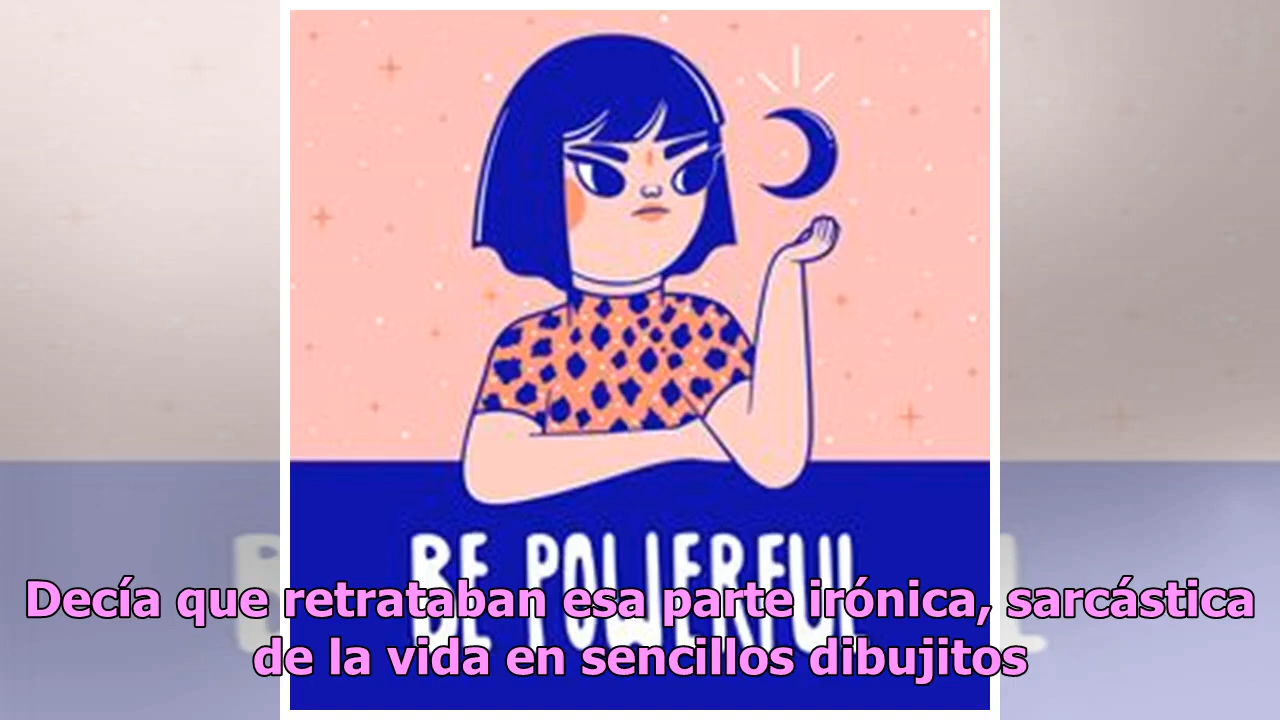 BE POWERFUL
Decía que retrataban esa parte irónica, sarcástica
de la vida en sencillos dibujitos